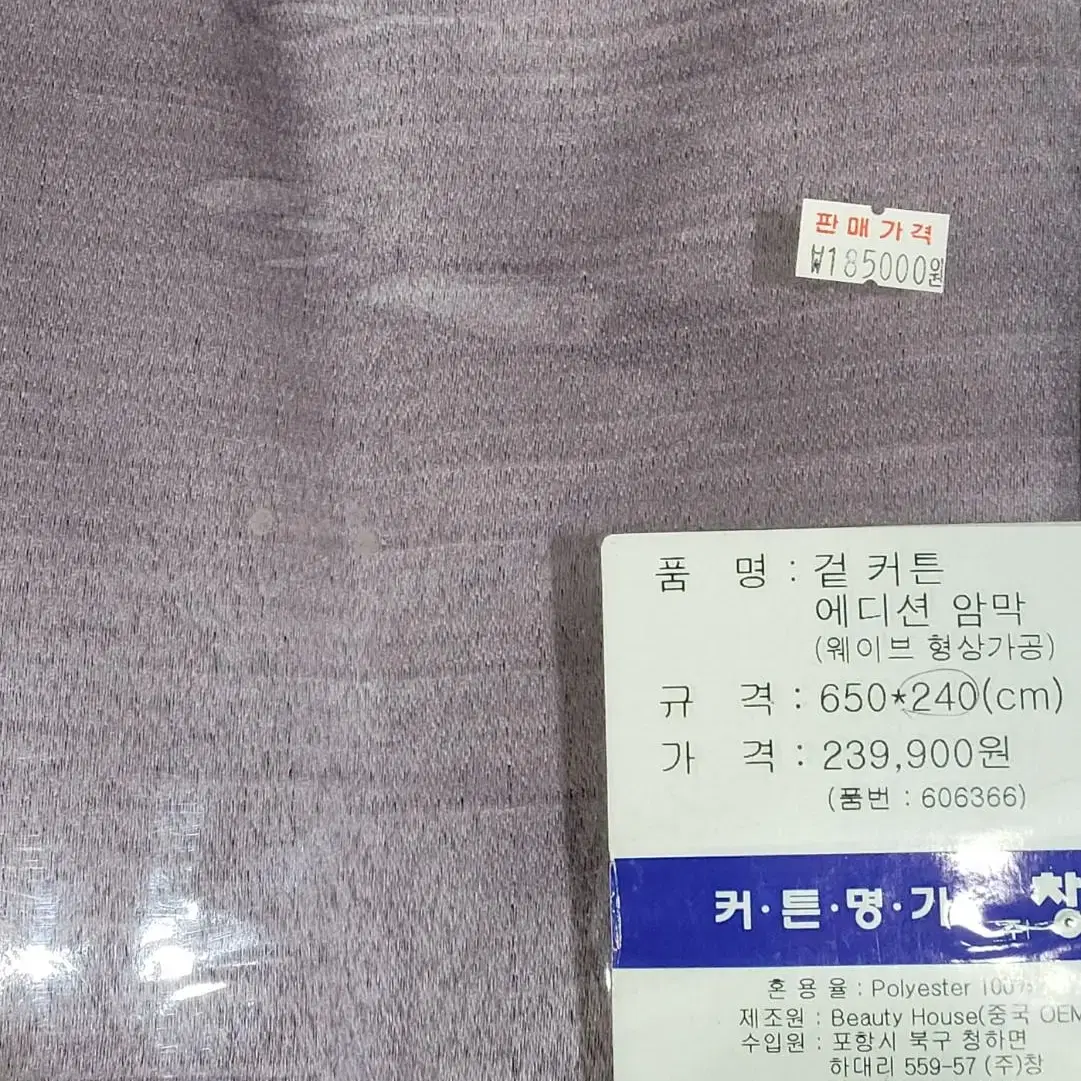 판매가격
₩185000원
품 명 : 겉 커튼
에디션 암막
(웨이브 형상가공)
규 격 : 650*240(cm)
가 격 : 239,900원
(품번 : 606366)
커·튼·명·가 (주)창
혼 용 율 : Polyester 100%
제조원 : Beauty House(중국 OEM
수입원 : 포항시 북구 청하면
하대리 559-57 (주)창